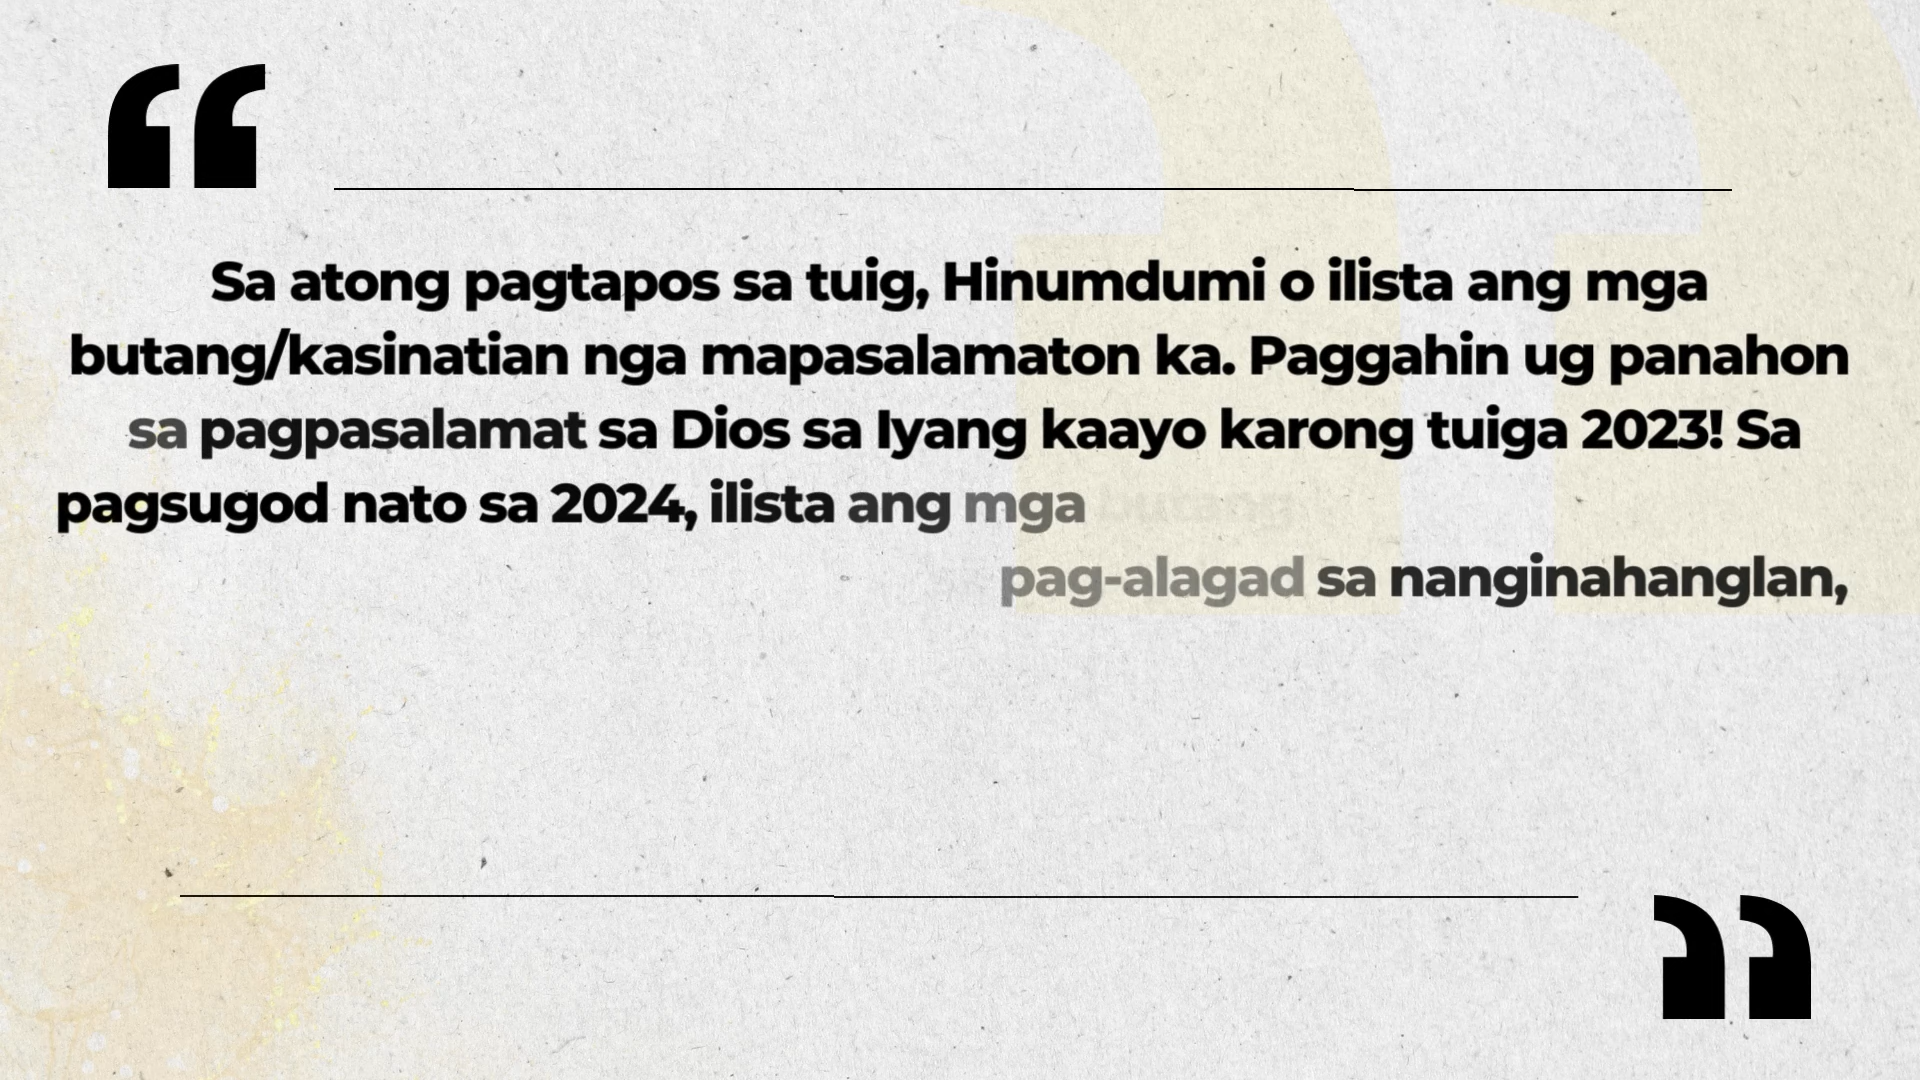 Sa atong pagtapos sa tuig, Hinumdumi o ilista ang mga
butang/kasinatian nga mapasalamaton ka. Paggahin ug panahon
sa pagpasalamat sa Dios sa Iyang kaayo karong tuiga 2023! Sa
pagsugod nato sa 2024, ilista ang mga butang
pag-alagad sa nanginahanglan,